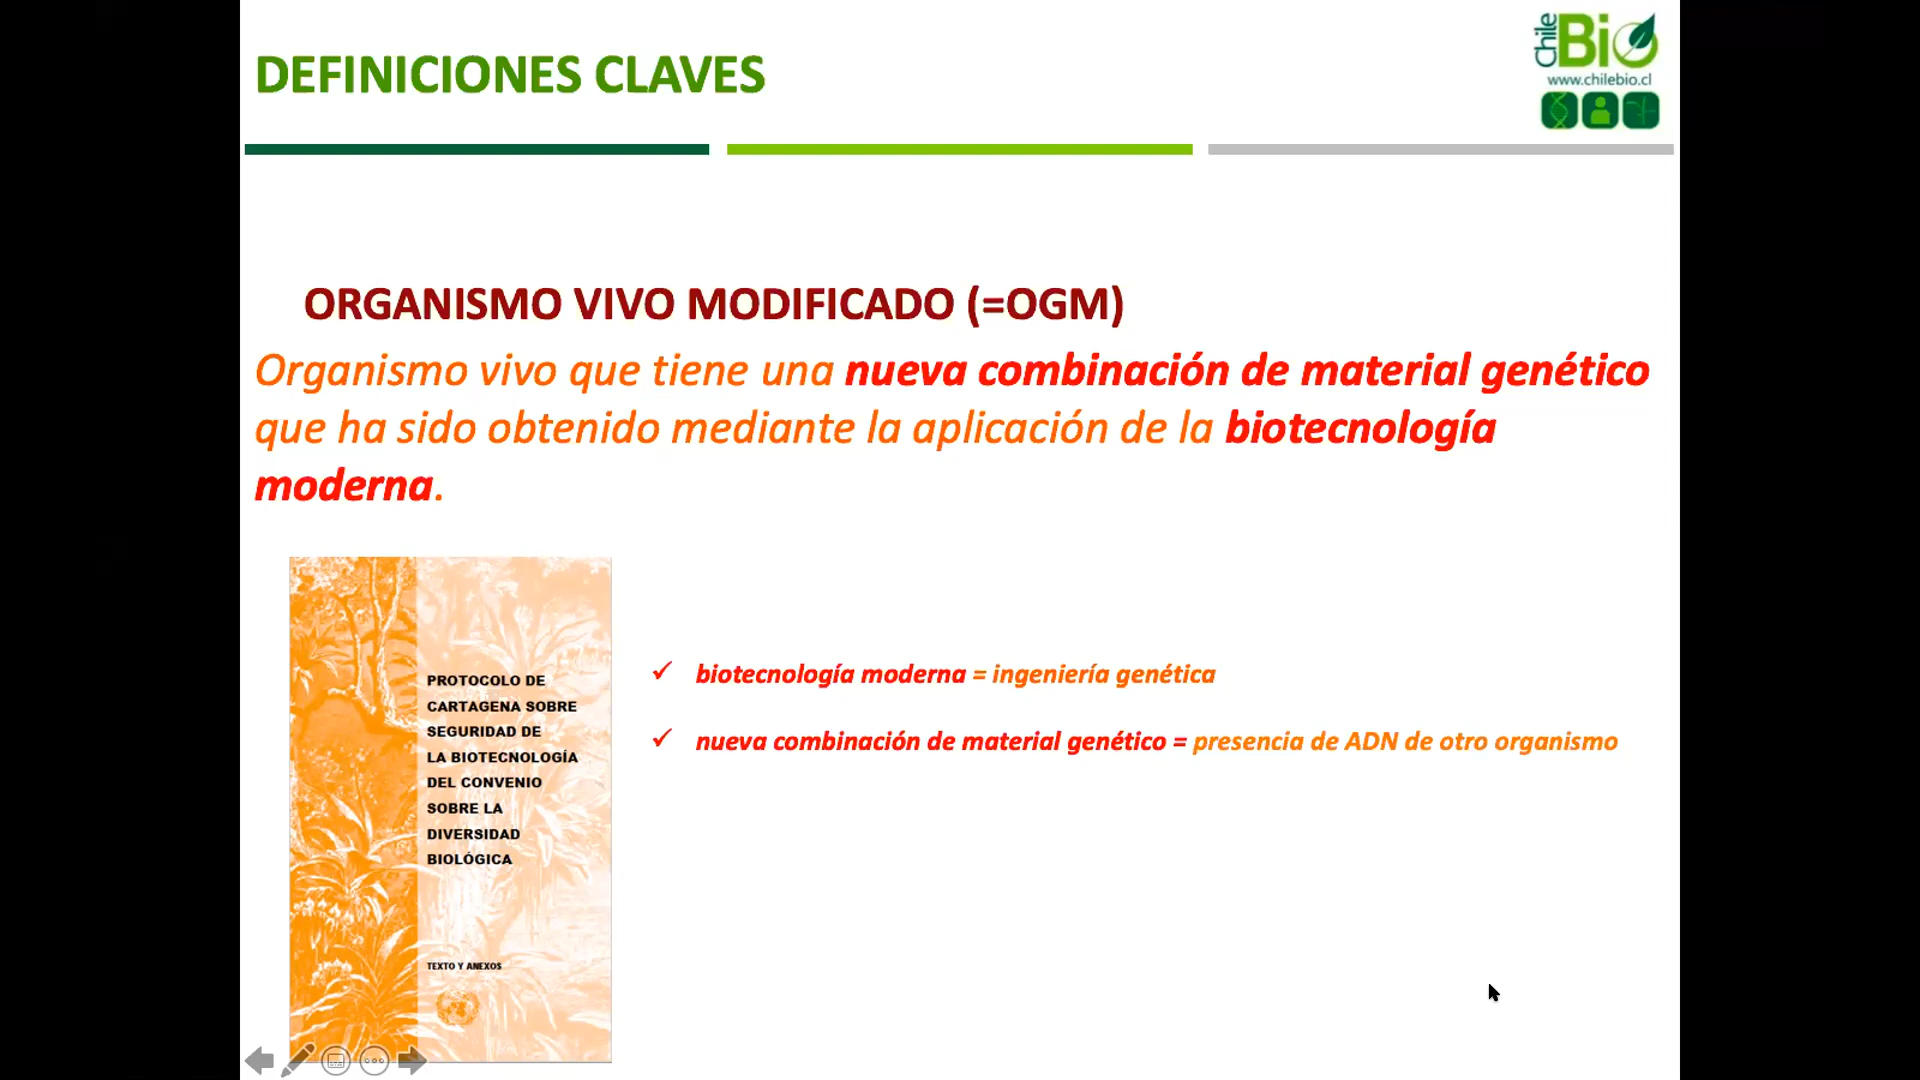 DEFINICIONES CLAVES
Chile
Bio
www.chilebio.cl
ORGANISMO VIVO MODIFICADO (=OGM)
Organismo vivo que tiene una nueva combinación de material genético
que ha sido obtenido mediante la aplicación de la biotecnología
moderna.
PROTOCOLO DE
CARTAGENA SOBRE
SEGURIDAD DE
LA BIOTECNOLOGÍA
DEL CONVENIO
SOBRE LA
DIVERSIDAD
BIOLÓGICA
TEXTO Y ANEXOS
✓ biotecnología moderna = ingeniería genética
✓ nueva combinación de material genético = presencia de ADN de otro organismo